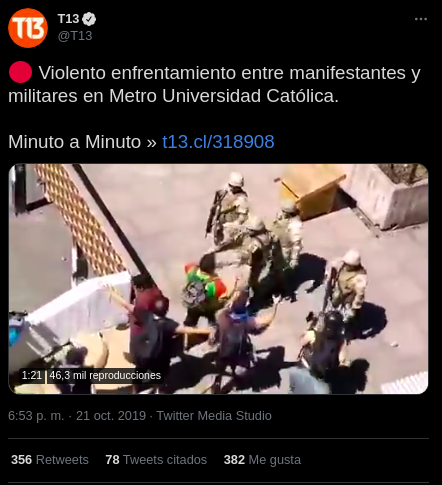 T13
T13
@T13
Violento enfrentamiento entre manifestantes y
militares en Metro Universidad Católica.
Minuto a Minuto » t13.cl/318908
1:21 46,3 mil reproducciones
6:53 p. m. · 21 oct. 2019 · Twitter Media Studio
356 Retweets 78 Tweets citados 382 Me gusta